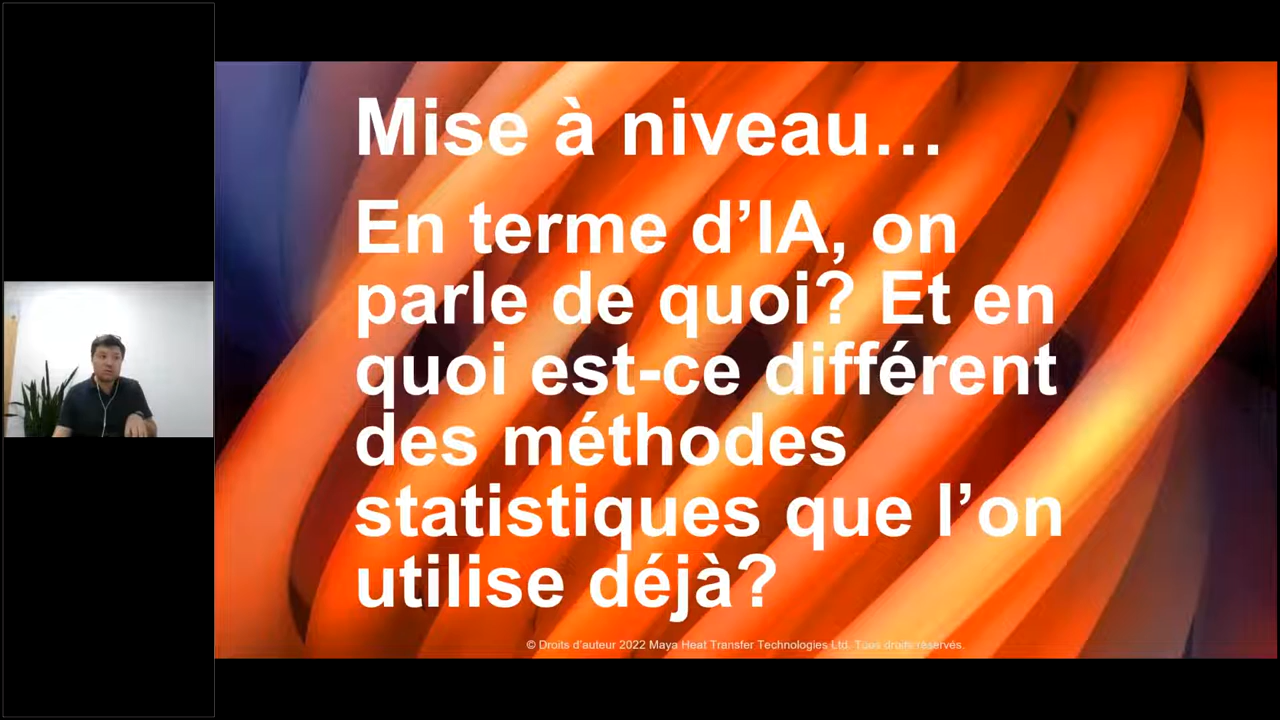 Mise à niveau…
En terme d’IA, on
parle de quoi? Et en
quoi est-ce différent
des méthodes
statistiques que l’on
utilise déjà?
© Droits d’auteur 2022 Maya Heat Transfer Technologies Ltd. Tous droits réservés.